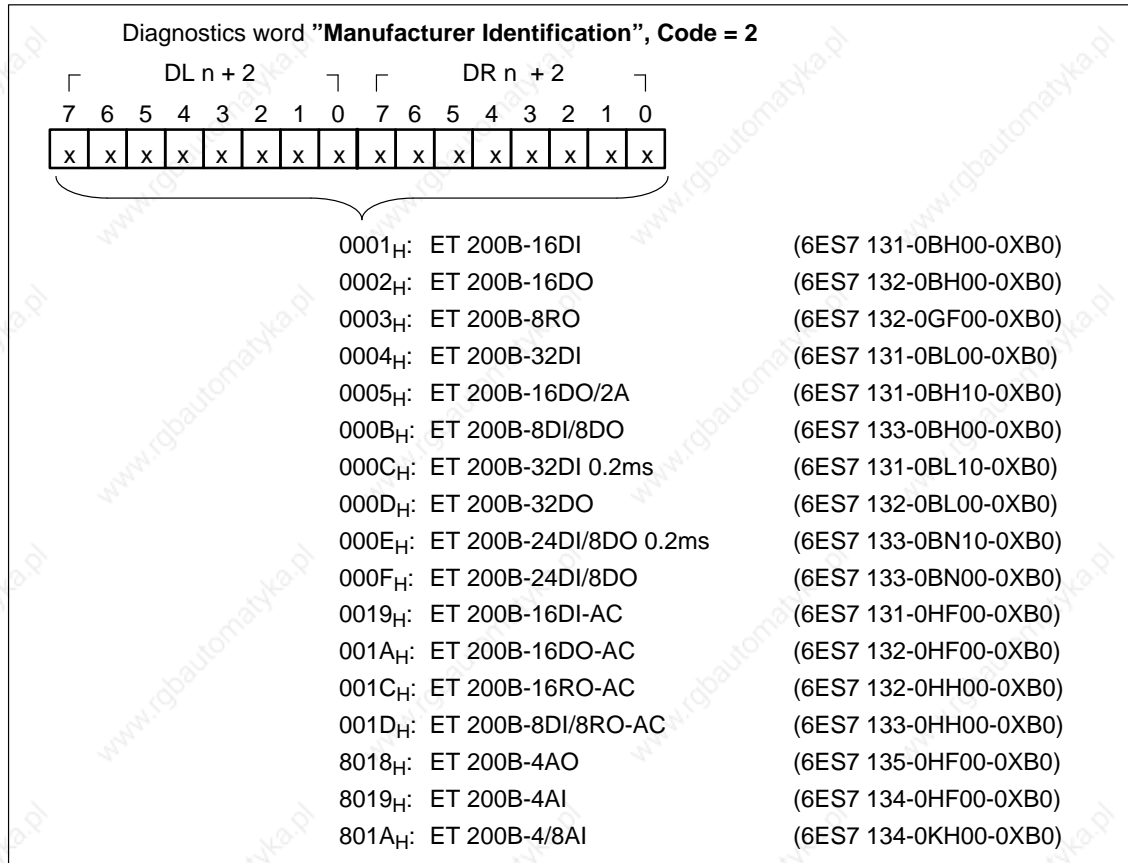 Diagnostics word ”Manufacturer Identification”, Code = 2
DL n + 2 DR n + 2
7 6 5 4 3 2 1 0 7 6 5 4 3 2 1 0
x x x x x x x x x x x x x x x x
0001H: ET 200B-16DI (6ES7 131-0BH00-0XB0)
0002H: ET 200B-16DO (6ES7 132-0BH00-0XB0)
0003H: ET 200B-8RO (6ES7 132-0GF00-0XB0)
0004H: ET 200B-32DI (6ES7 131-0BL00-0XB0)
0005H: ET 200B-16DO/2A (6ES7 131-0BH10-0XB0)
000BH: ET 200B-8DI/8DO (6ES7 133-0BH00-0XB0)
000CH: ET 200B-32DI 0.2ms (6ES7 131-0BL10-0XB0)
000DH: ET 200B-32DO (6ES7 132-0BL00-0XB0)
000EH: ET 200B-24DI/8DO 0.2ms (6ES7 133-0BN10-0XB0)
000FH: ET 200B-24DI/8DO (6ES7 133-0BN00-0XB0)
0019H: ET 200B-16DI-AC (6ES7 131-0HF00-0XB0)
001AH: ET 200B-16DO-AC (6ES7 132-0HF00-0XB0)
001CH: ET 200B-16RO-AC (6ES7 132-0HH00-0XB0)
001DH: ET 200B-8DI/8RO-AC (6ES7 133-0HH00-0XB0)
8018H: ET 200B-4AO (6ES7 135-0HF00-0XB0)
8019H: ET 200B-4AI (6ES7 134-0HF00-0XB0)
801AH: ET 200B-4/8AI (6ES7 134-0KH00-0XB0)
www.rgbautomatyka.pl